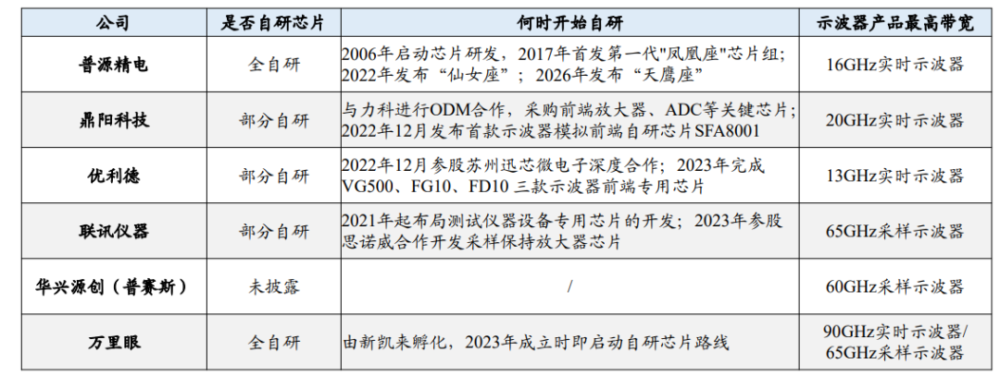 公司 是否自研芯片 何时开始自研 示波器产品最高带宽
普源精电 全自研 2006年启动芯片研发，2017年首发第一代"凤凰座"芯片组；
2022年发布“仙女座”；2026年发布“天鹰座” 16GHz实时示波器
鼎阳科技 部分自研 与力科进行ODM合作，采购前端放大器、ADC等关键芯片；
2022年12月发布首款示波器模拟前端自研芯片SFA8001 20GHz实时示波器
优利德 部分自研 2022年12月参股苏州迅芯微电子深度合作；2023年完成
VG500、FG10、FD10 三款示波器前端专用芯片 13GHz实时示波器
联讯仪器 部分自研 2021年起布局测试仪器设备专用芯片的开发；2023年参股
思诺威合作开发采样保持放大器芯片 65GHz采样示波器
华兴源创（普赛斯） 未披露 / 60GHz采样示波器
万里眼 全自研 由新凯来孵化，2023年成立时即启动自研芯片路线 90GHz实时示波器/
65GHz采样示波器